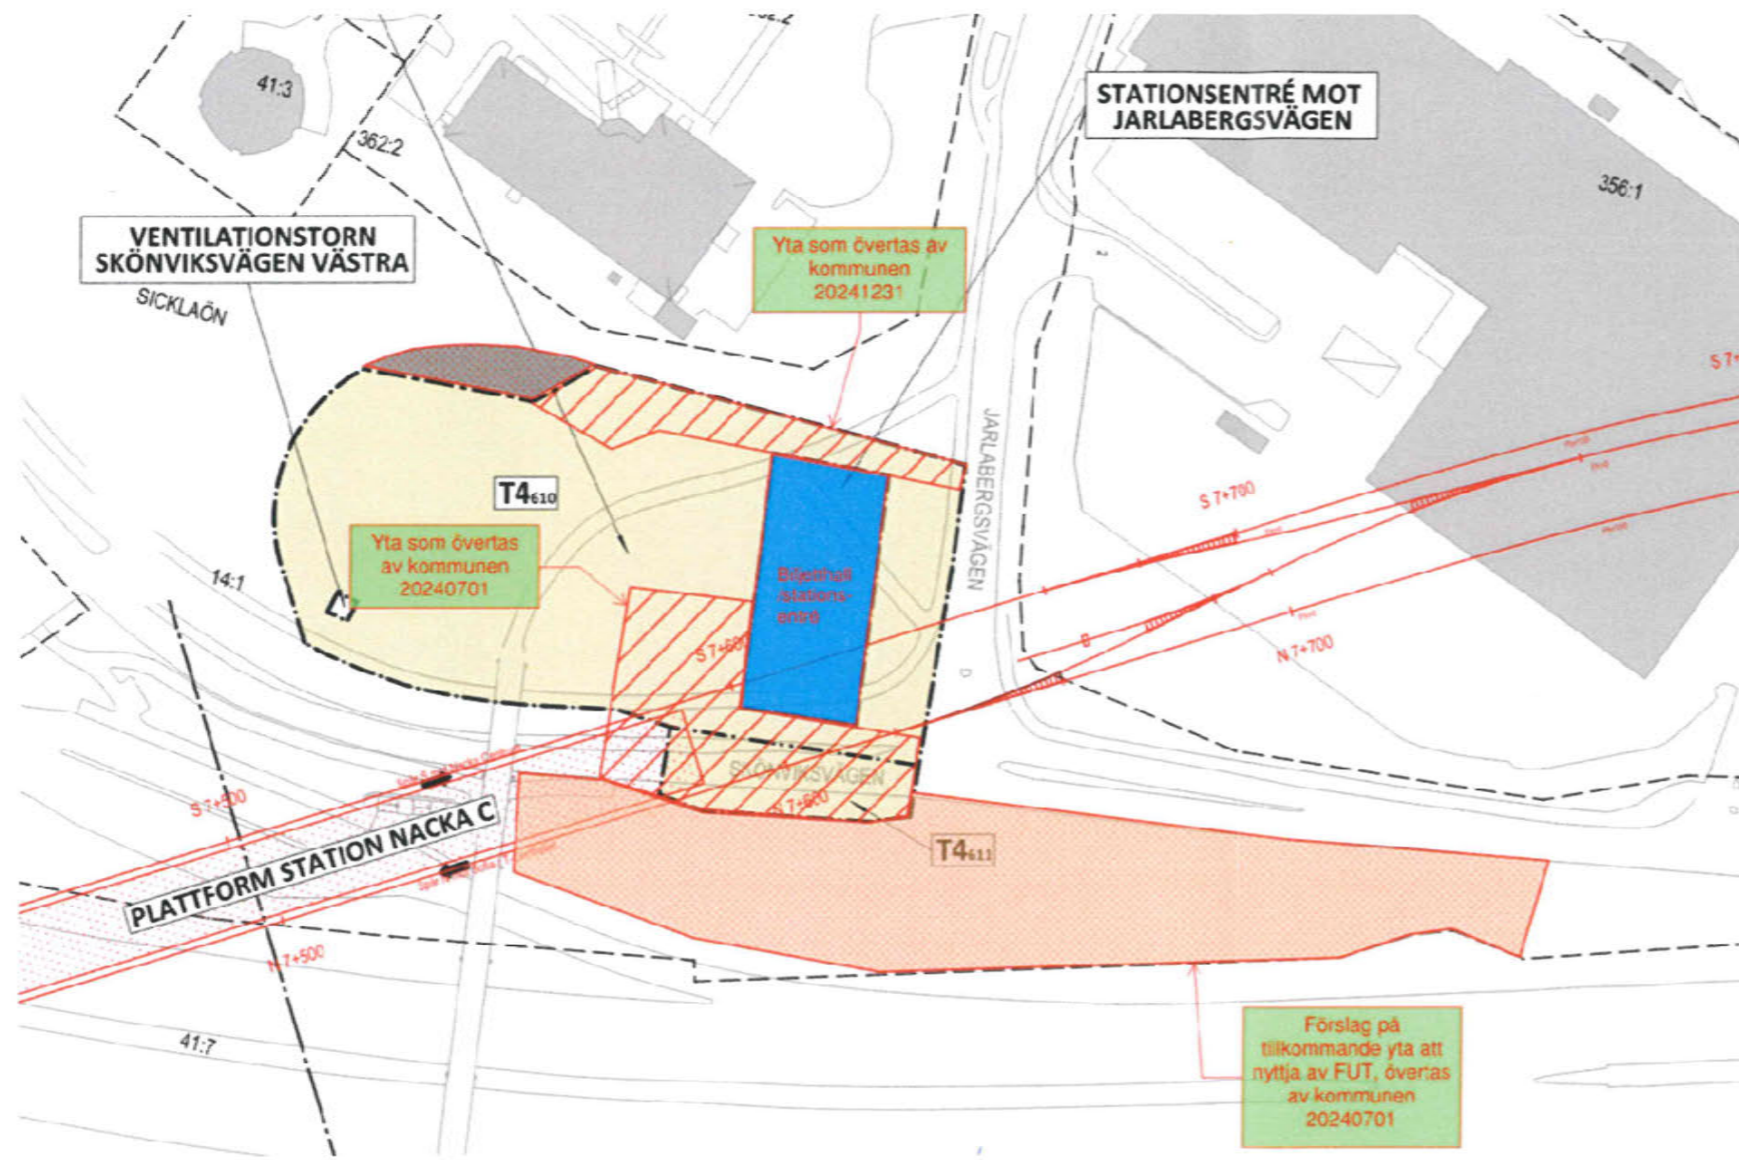 41:3
362:2
STATIONSENTRÉ MOT
JARLABERGSVÄGEN
356:1
VENTILATIONSTORN
SKÖNVIKSVÄGEN VÄSTRA
SICKLAÖN
Yta som övertas av
kommunen
20241231
JARLABERGSVÄGEN
T4610
Yta som övertas
av kommunen
20240701
14:1
Biljetthall
/stations-
entré
S 7+600
S 7+700
N 7+700
SKÖNVIKSVÄGEN
N 7+600
T4611
S 7+500
PLATTFORM STATION NACKA C
N 7+500
41:7
Förslag på
tillkommande yta att
nyttja av FUT, övertas
av kommunen
20240701